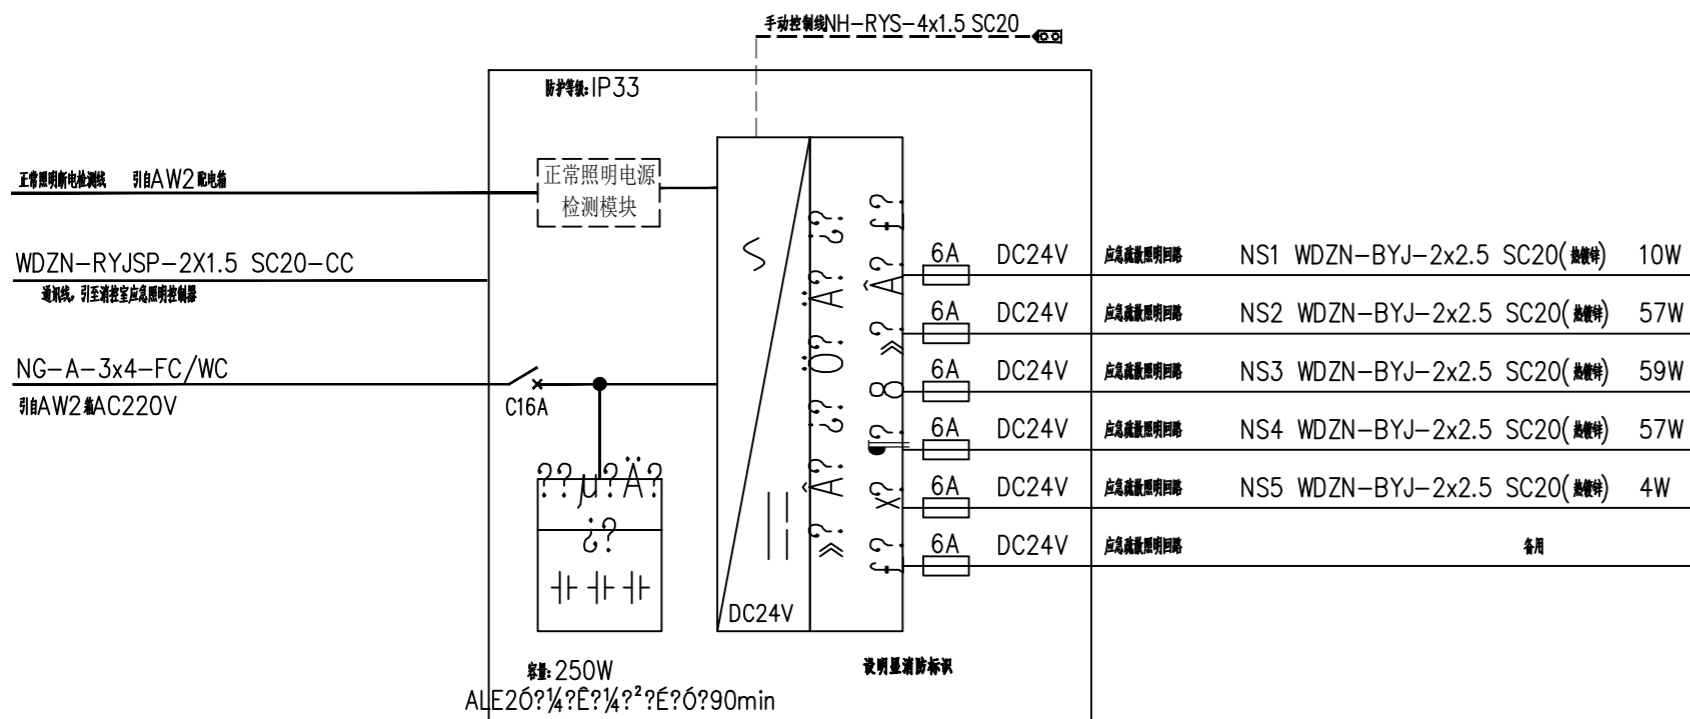 手动控制线NH-RYS-4x1.5 SC20
防护等级:IP33
正常照明断电检测线 引自AW2配电箱
正常照明电源
检测模块
WDZN-RYJSP-2X1.5 SC20-CC
通讯线, 引至消控室应急照明控制器
NG-A-3x4-FC/WC
引自AW2箱AC220V
C16A
??µ?Ä?
¿?
DC24V
6A DC24V 应急疏散照明回路 NS1 WDZN-BYJ-2x2.5 SC20(热镀锌) 10W
6A DC24V 应急疏散照明回路 NS2 WDZN-BYJ-2x2.5 SC20(热镀锌) 57W
6A DC24V 应急疏散照明回路 NS3 WDZN-BYJ-2x2.5 SC20(热镀锌) 59W
6A DC24V 应急疏散照明回路 NS4 WDZN-BYJ-2x2.5 SC20(热镀锌) 57W
6A DC24V 应急疏散照明回路 NS5 WDZN-BYJ-2x2.5 SC20(热镀锌) 4W
6A DC24V 应急疏散照明回路 备用
容量:250W
设明显消防标识
ALE2Ó?¼?Ê?¼?²?É?Ó?90min